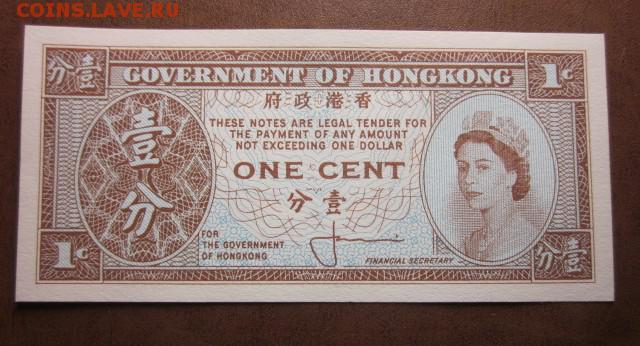 COINS.LAVE.RU
分壹
GOVERNMENT OF HONGKONG
1c
府政港香
THESE NOTES ARE LEGAL TENDER FOR
THE PAYMENT OF ANY AMOUNT
NOT EXCEEDING ONE DOLLAR
壹分
ONE CENT
分壹
FOR
THE GOVERNMENT
OF HONGKONG
FINANCIAL SECRETARY
1c
分壹